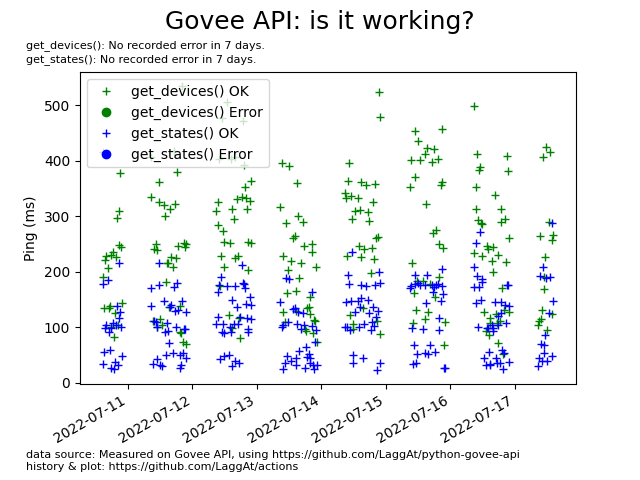 Govee API: is it working?
get_devices(): No recorded error in 7 days.
get_states(): No recorded error in 7 days.
get_devices() OK
get_devices() Error
get_states() OK
get_states() Error
500
400
300
200
100
0
Ping (ms)
2022-07-11
2022-07-12
2022-07-13
2022-07-14
2022-07-15
2022-07-16
2022-07-17
data source: Measured on Govee API, using https://github.com/LaggAt/python-govee-api
history & plot: https://github.com/LaggAt/actions